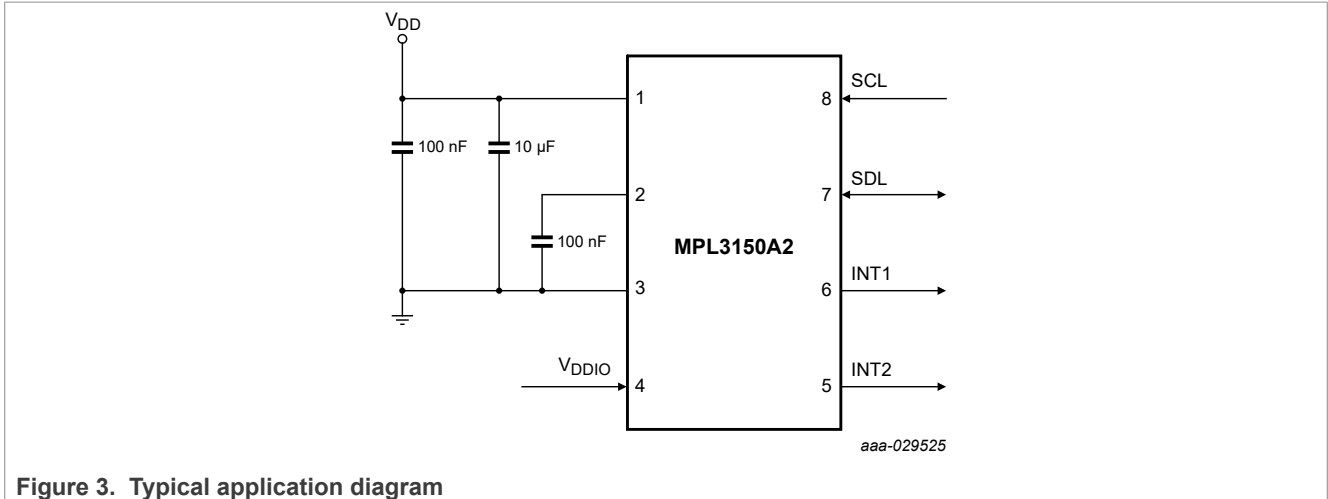 VDD
1
8
SCL
100 nF
10 µF
2
7
SDL
100 nF
MPL3150A2
3
6
INT1
VDDIO
4
5
INT2
aaa-029525
Figure 3. Typical application diagram